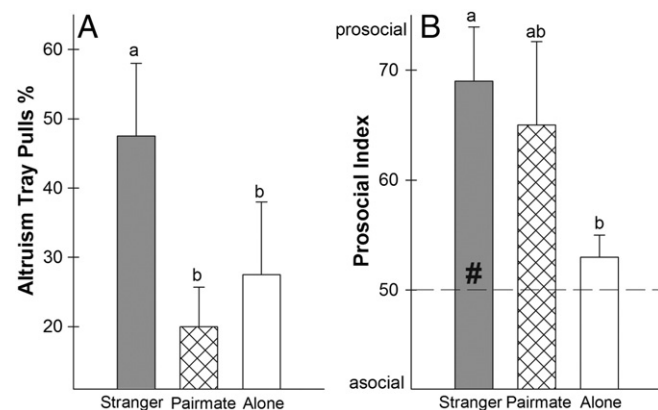 A
Altruism Tray Pulls %
60
50
40
30
20
a
b
b
Stranger Pairmate Alone
B
Prosocial Index
prosocial
70
60
50
asocial
a
ab
b
#
Stranger Pairmate Alone